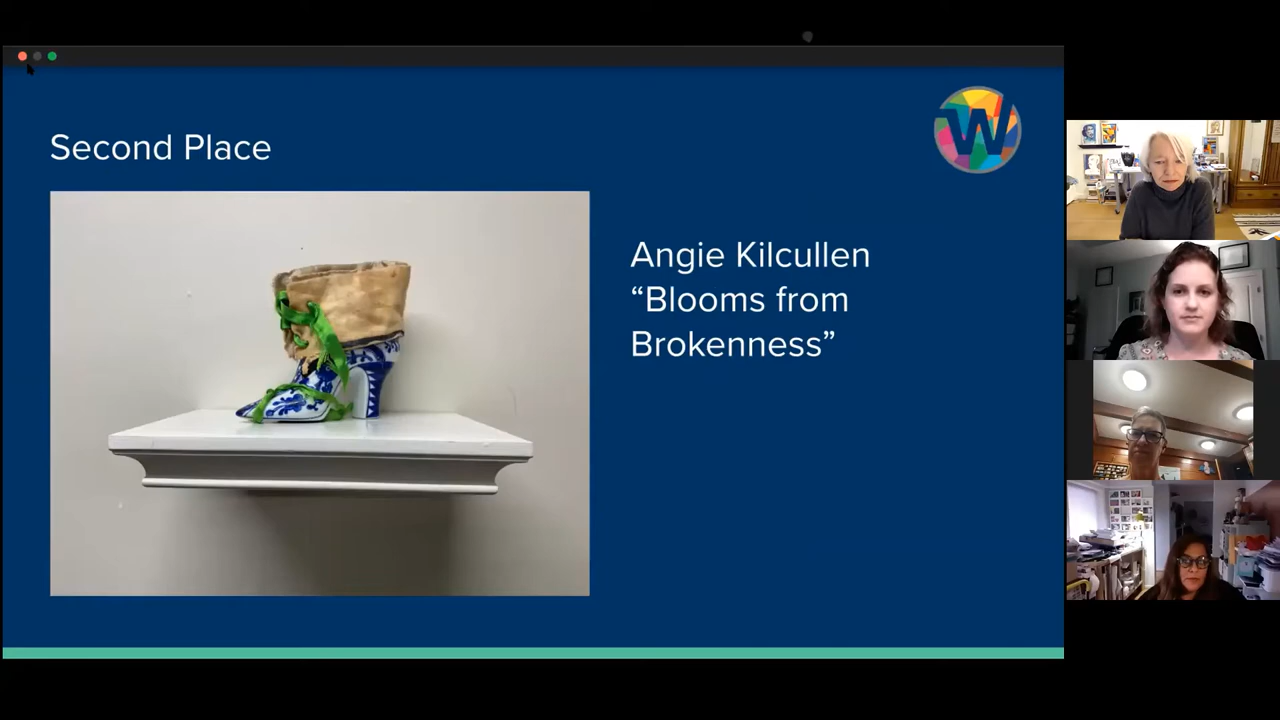 Second Place
W
Angie Kilcullen
“Blooms from
Brokenness”